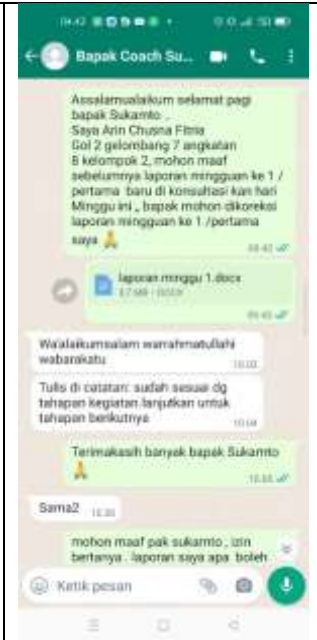 Bapak Coach Su...
Assalamualaikum selamat pagi
bapak Sukamto ,
Saya Arin Chusna Fitria
Gol 2 gelombang 7 angkatan
8 kelompok 2, mohon maaf
sebelumnya laporan mingguan ke 1 /
pertama baru di konsultasi kan hari
Minggu ini , bapak mohon dikoreksi
laporan mingguan ke 1 /pertama
saya 🙏
laporan minggu 1.docx
Wa'alaikumsalam warrahmatullahi
wabarakatu
10.03
Tulis di catatan: sudah sesuai dg
tahapan kegiatan lanjutkan untuk
tahapan berikutnya
10.04
Terimakasih banyak bapak Sukamto
🙏
Sama2
mohon maaf pak sukamto , izin
bertanya . laporan saya apa boleh
Ketik pesan